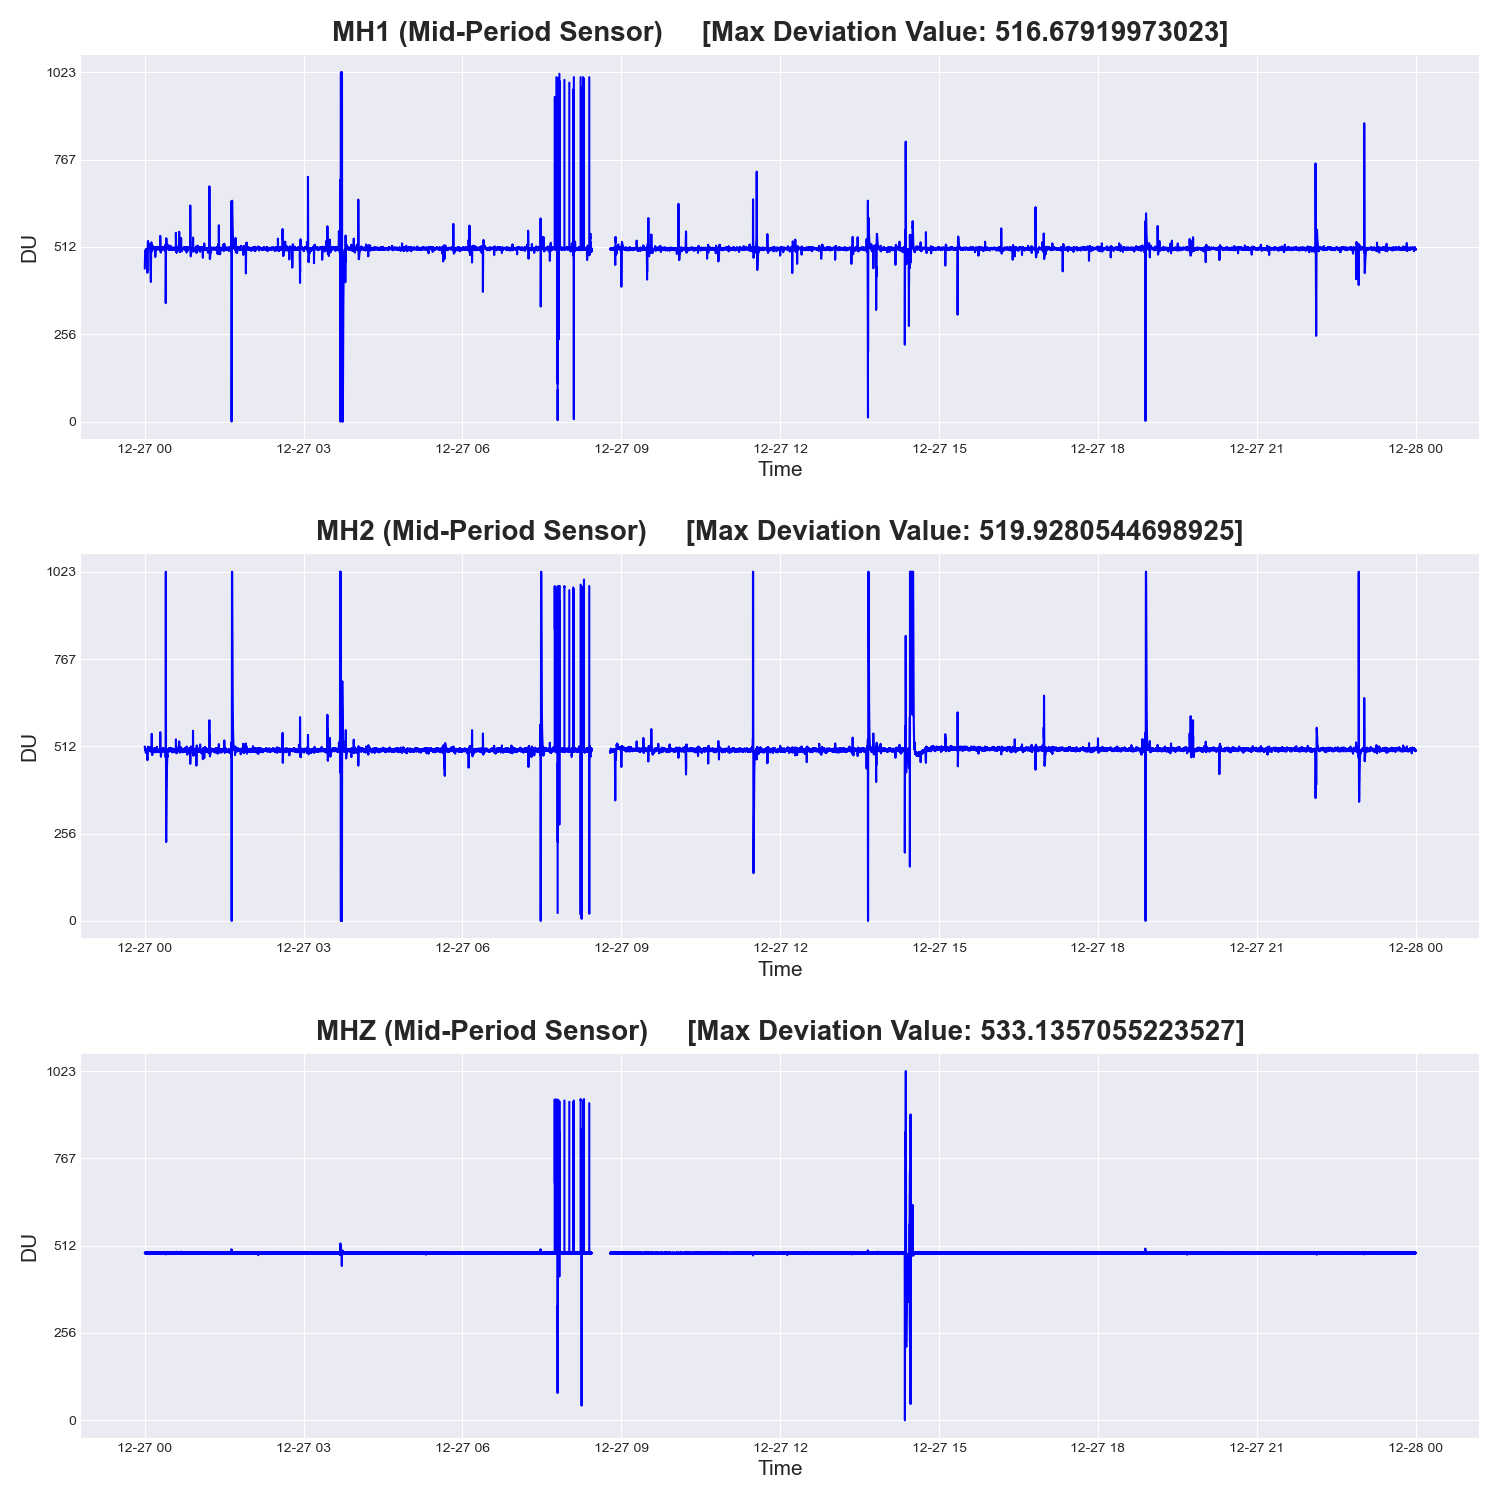 MH1 (Mid-Period Sensor) [Max Deviation Value: 516.67919973023]
1023
767
512
256
0
DU
12-27 00 12-27 03 12-27 06 12-27 09 12-27 12 12-27 15 12-27 18 12-27 21 12-28 00
Time
MH2 (Mid-Period Sensor) [Max Deviation Value: 519.9280544698925]
1023
767
512
256
0
DU
12-27 00 12-27 03 12-27 06 12-27 09 12-27 12 12-27 15 12-27 18 12-27 21 12-28 00
Time
MHZ (Mid-Period Sensor) [Max Deviation Value: 533.1357055223527]
1023
767
512
256
0
DU
12-27 00 12-27 03 12-27 06 12-27 09 12-27 12 12-27 15 12-27 18 12-27 21 12-28 00
Time